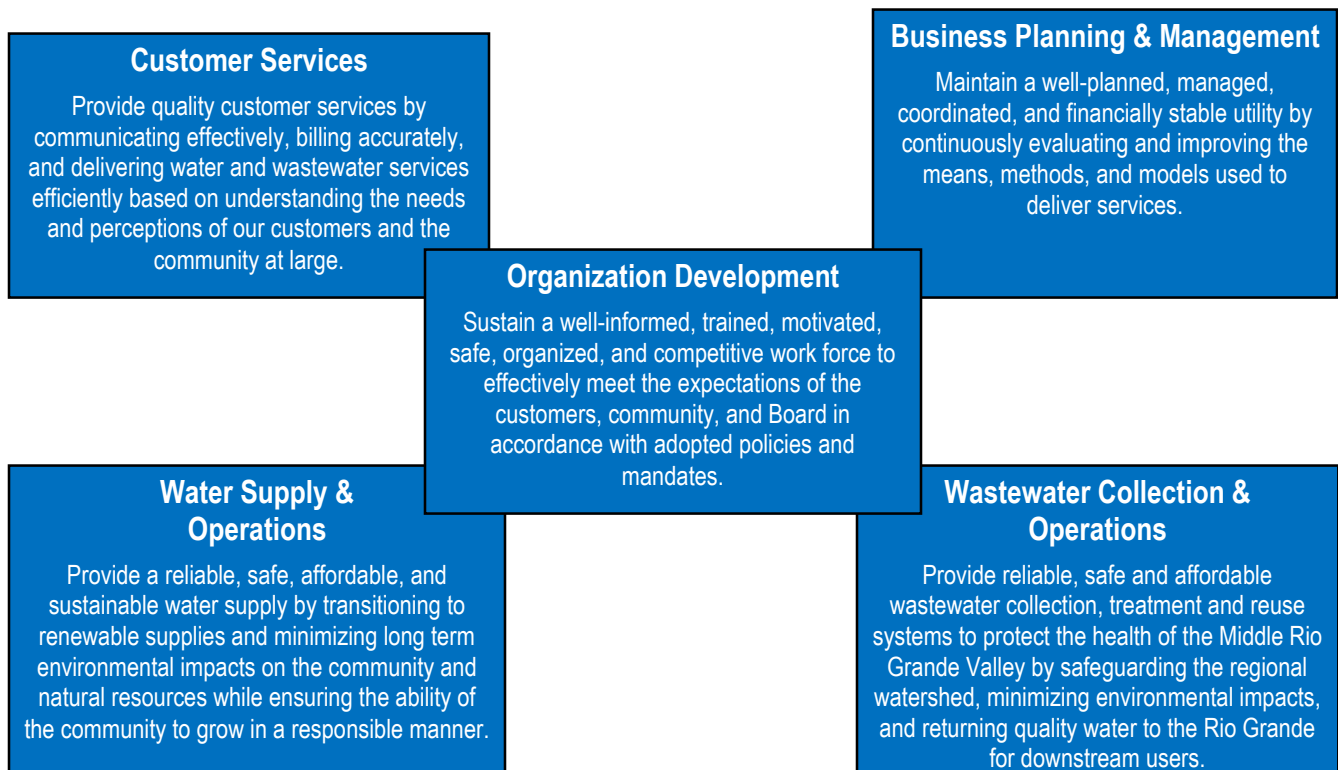 Customer Services
Provide quality customer services by
communicating effectively, billing accurately,
and delivering water and wastewater services
efficiently based on understanding the needs
and perceptions of our customers and the
community at large.
Business Planning & Management
Maintain a well-planned, managed,
coordinated, and financially stable utility by
continuously evaluating and improving the
means, methods, and models used to
deliver services.
Organization Development
Sustain a well-informed, trained, motivated,
safe, organized, and competitive work force to
effectively meet the expectations of the
customers, community, and Board in
accordance with adopted policies and
mandates.
Water Supply &
Operations
Provide a reliable, safe, affordable, and
sustainable water supply by transitioning to
renewable supplies and minimizing long term
environmental impacts on the community and
natural resources while ensuring the ability of
the community to grow in a responsible manner.
Wastewater Collection &
Operations
Provide reliable, safe and affordable
wastewater collection, treatment and reuse
systems to protect the health of the Middle Rio
Grande Valley by safeguarding the regional
watershed, minimizing environmental impacts,
and returning quality water to the Rio Grande
for downstream users.